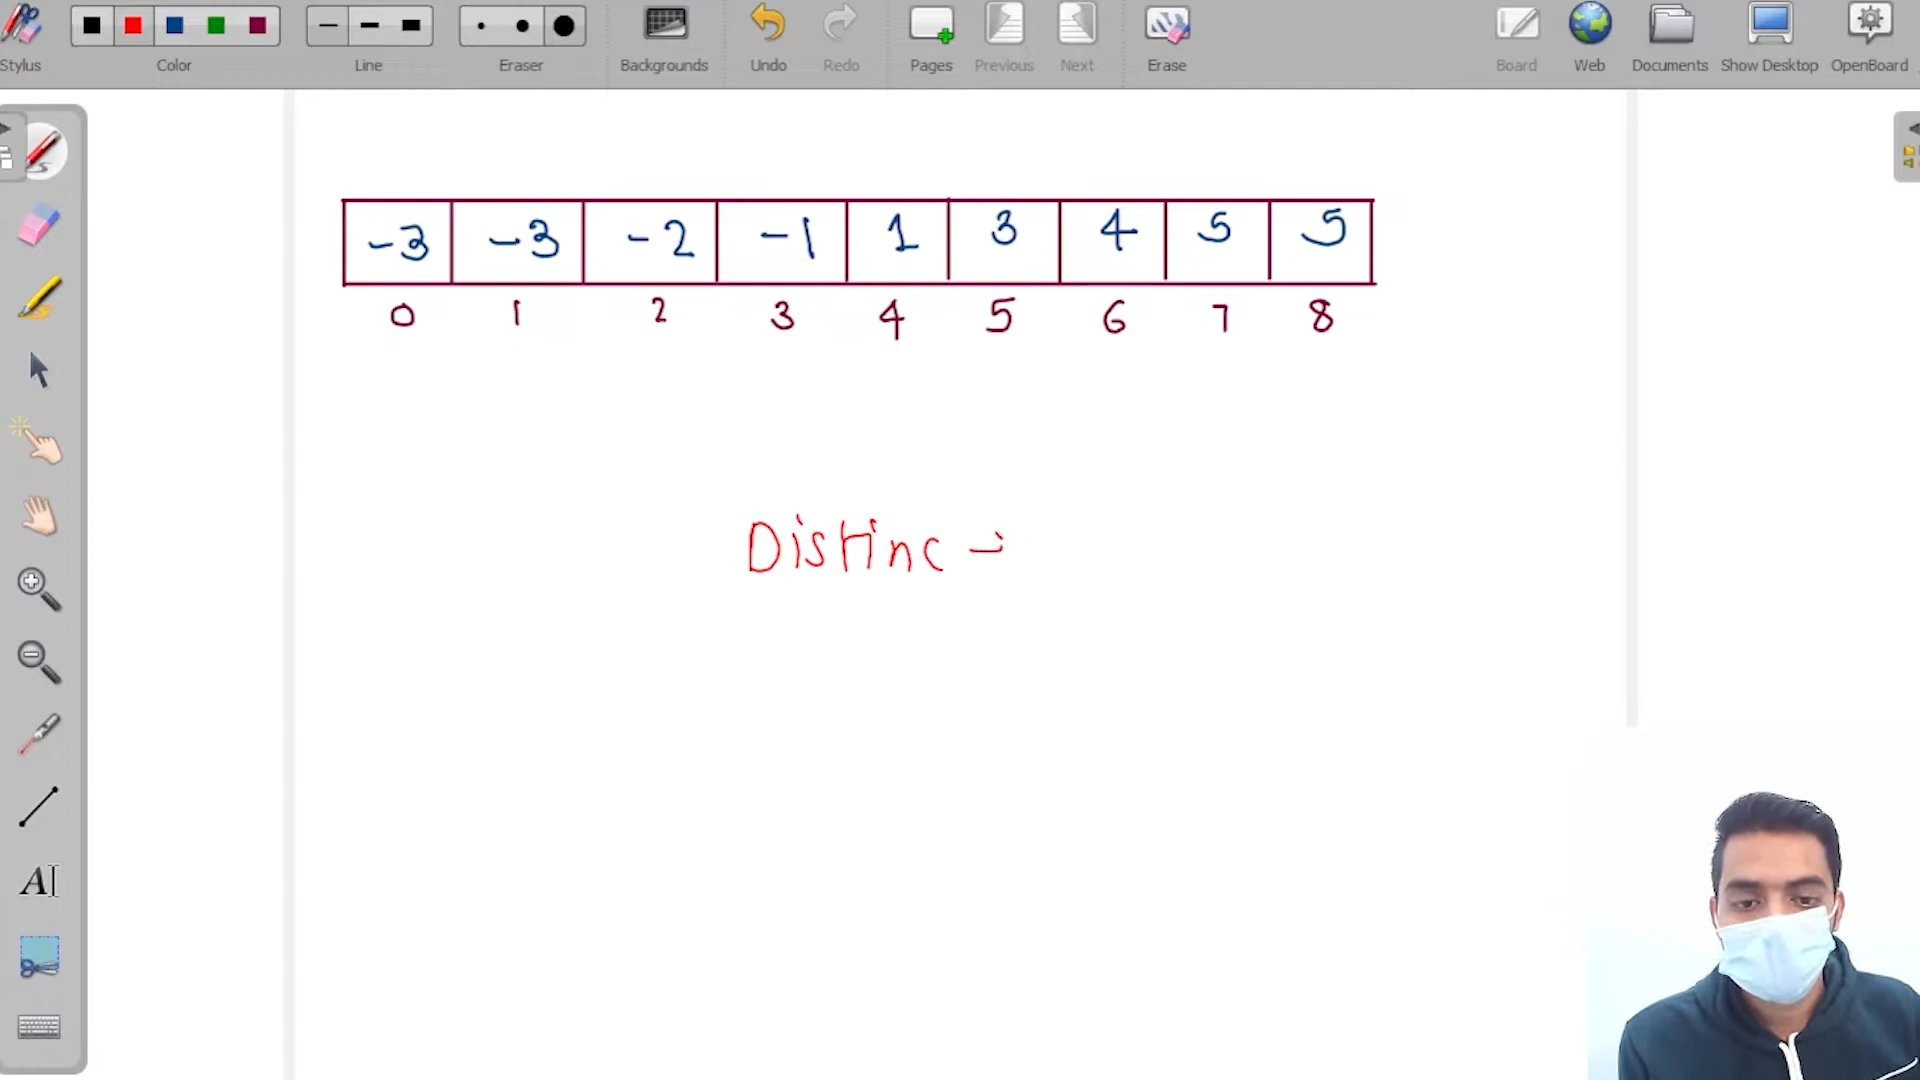 Stylus Color Line Eraser Backgrounds Undo Redo Pages Previous Next Erase Board Web Documents Show Desktop OpenBoard
-3 -3 -2 -1 1 3 4 5 5
0 1 2 3 4 5 6 7 8
Distinc -
AI